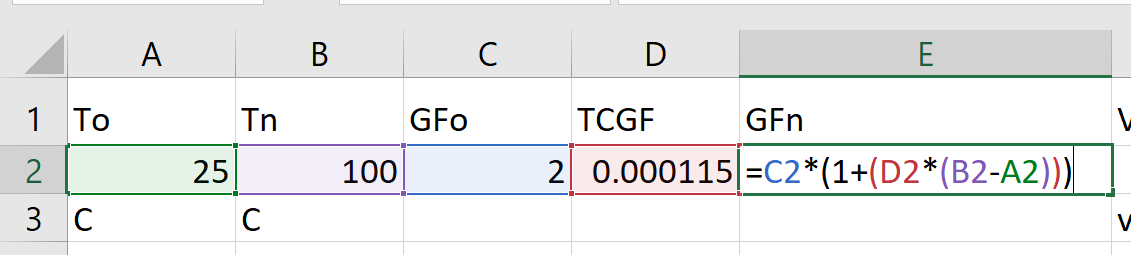 A B C D E
1 To Tn GFo TCGF GFn
2 25 100 2 0.000115 =C2*(1+(D2*(B2-A2)))
3 C C